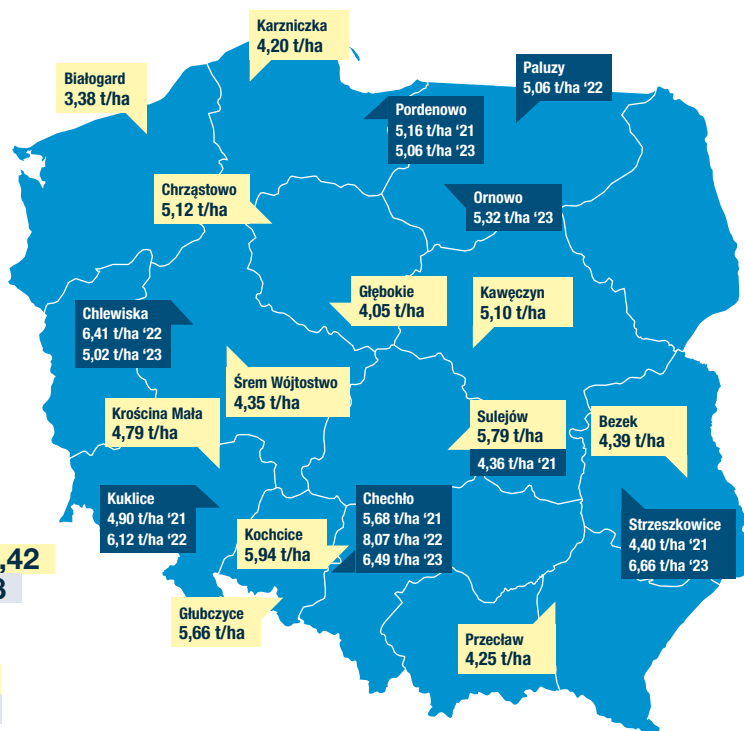 Karzniczka
4,20 t/ha
Białogard
3,38 t/ha
Paluzy
5,06 t/ha ‘22
Pordenowo
5,16 t/ha ‘21
5,06 t/ha ‘23
Chrząstowo
5,12 t/ha
Ornowo
5,32 t/ha ‘23
Głębokie
4,05 t/ha
Kawęczyn
5,10 t/ha
Chlewiska
6,41 t/ha ‘22
5,02 t/ha ‘23
Śrem Wójtostwo
4,35 t/ha
Krościna Mała
4,79 t/ha
Sulejów
5,79 t/ha
4,36 t/ha ‘21
Bezek
4,39 t/ha
Kuklice
4,90 t/ha ‘21
6,12 t/ha ‘22
Chechło
5,68 t/ha ‘21
8,07 t/ha ‘22
6,49 t/ha ‘23
Strzeszkowice
4,40 t/ha ‘21
6,66 t/ha ‘23
Kochcice
5,94 t/ha
,42
Głubczyce
5,66 t/ha
Przecław
4,25 t/ha